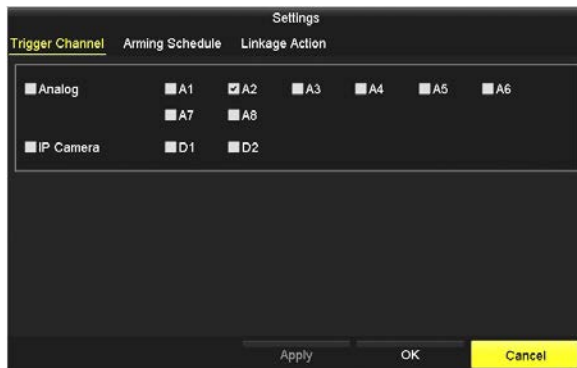 Settings
Trigger Channel Arming Schedule Linkage Action
Analog A1 A2 A3 A4 A5 A6
A7 A8
IP Camera D1 D2
Apply OK Cancel